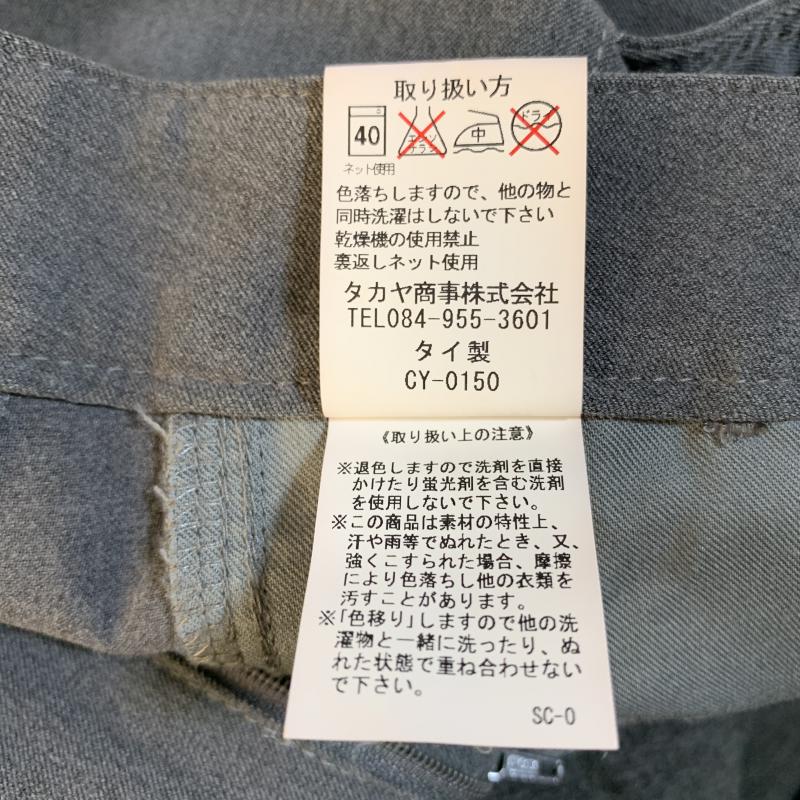 取り扱い方
40 エンソ サラシ 中 ドライ
ネット使用
色落ちしますので、他の物と
同時洗濯はしないで下さい
乾燥機の使用禁止
裏返しネット使用
タカヤ商事株式会社
TEL084-955-3601
タイ製
CY-0150
《取り扱い上の注意》
※退色しますので洗剤を直接
かけたり蛍光剤を含む洗剤
を使用しないで下さい。
※この商品は素材の特性上、
汗や雨等でぬれたとき、又、
強くこすられた場合、摩擦
により色落ちし他の衣類を
汚すことがあります。
※「色移り」しますので他の洗
濯物と一緒に洗ったり、ぬ
れた状態で重ね合わせない
で下さい。
SC-0